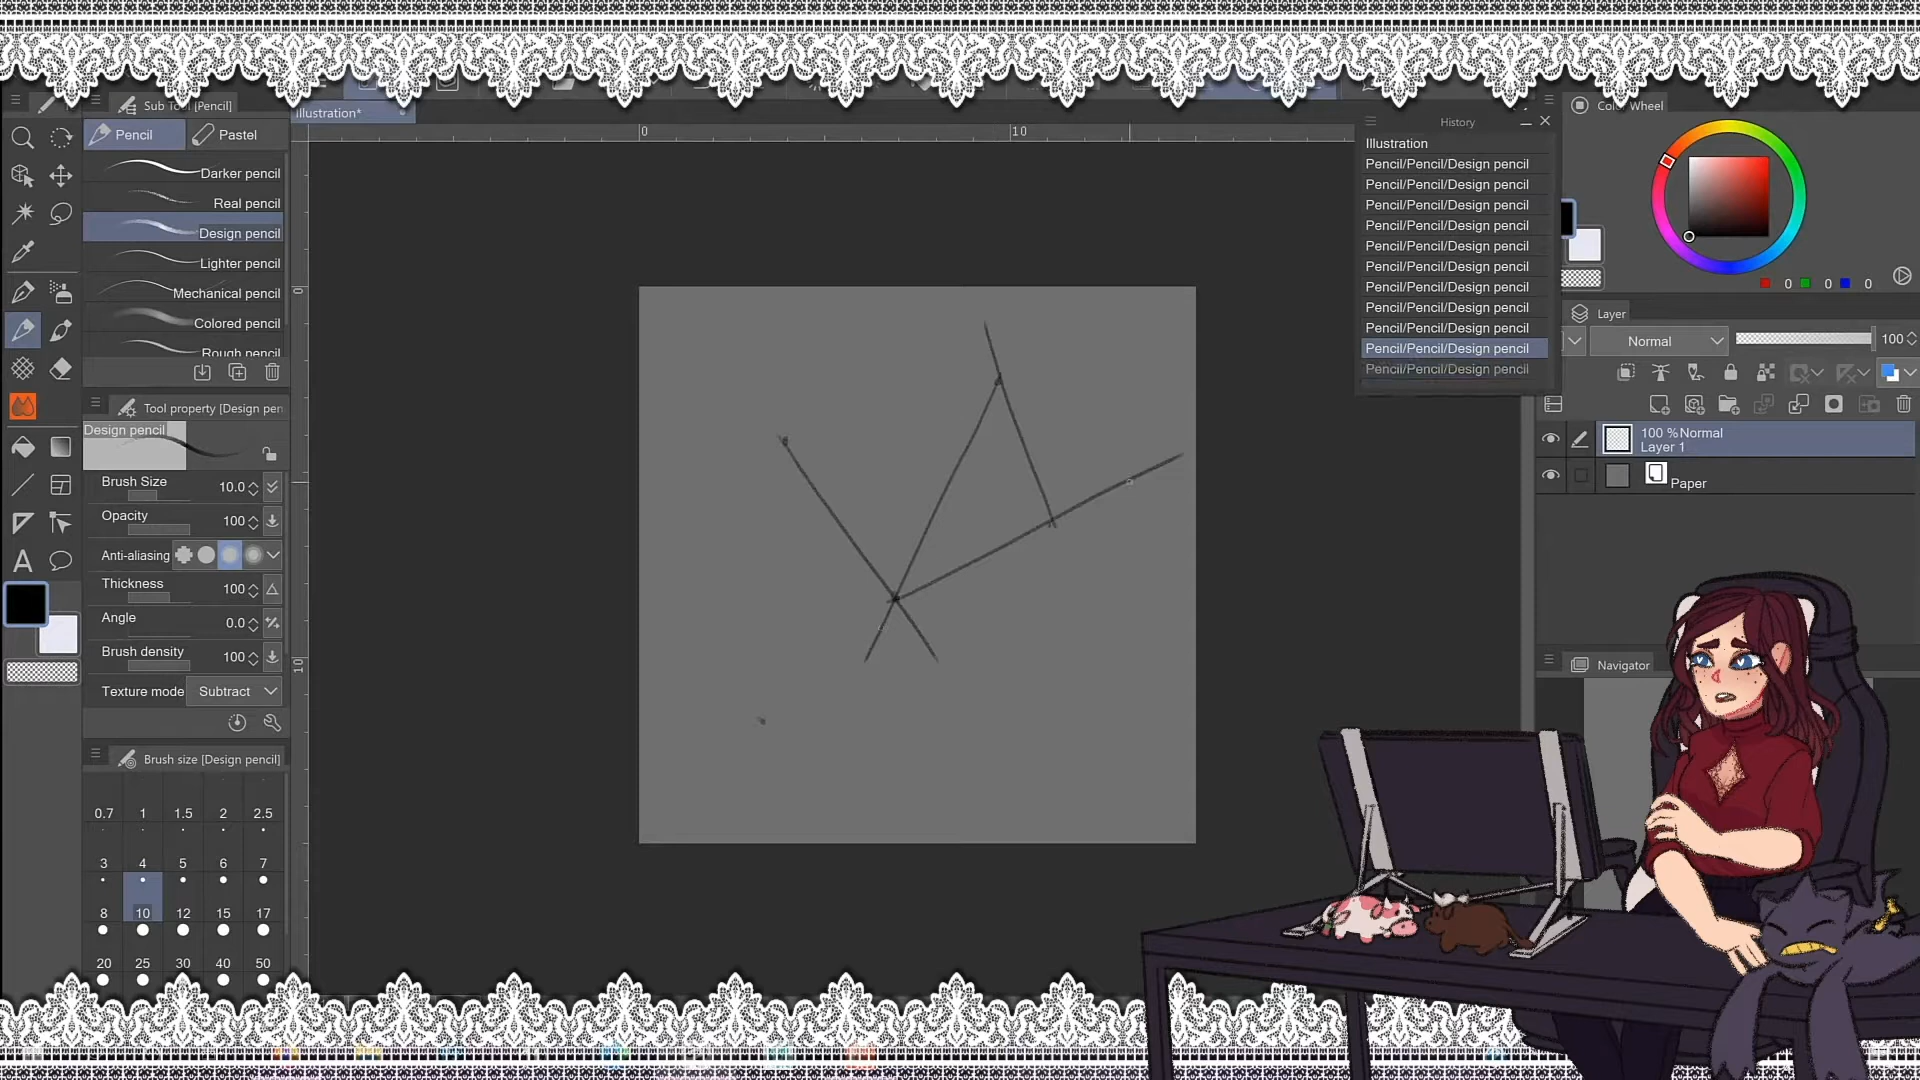 Sub Tool [Pencil]
Pencil
Pastel
Darker pencil
Real pencil
Design pencil
Lighter pencil
Mechanical pencil
Colored pencil
Rough pencil
Tool property [Design pen
Design pencil
Brush Size
10.0
Opacity
100
Anti-aliasing
Thickness
100
Angle
0.0
Brush density
100
Texture mode
Subtract
Brush size [Design pencil]
0.7 1 1.5 2 2.5
3 4 5 6 7
8 10 12 15 17
20 25 30 40 50
A
Illustration*
0
10
0
10
History
Illustration
Pencil/Pencil/Design pencil
Pencil/Pencil/Design pencil
Pencil/Pencil/Design pencil
Pencil/Pencil/Design pencil
Pencil/Pencil/Design pencil
Pencil/Pencil/Design pencil
Pencil/Pencil/Design pencil
Pencil/Pencil/Design pencil
Pencil/Pencil/Design pencil
Pencil/Pencil/Design pencil
Pencil/Pencil/Design pencil
Color Wheel
0 0 0
Layer
Normal
100
100 %Normal
Layer 1
Paper
Navigator